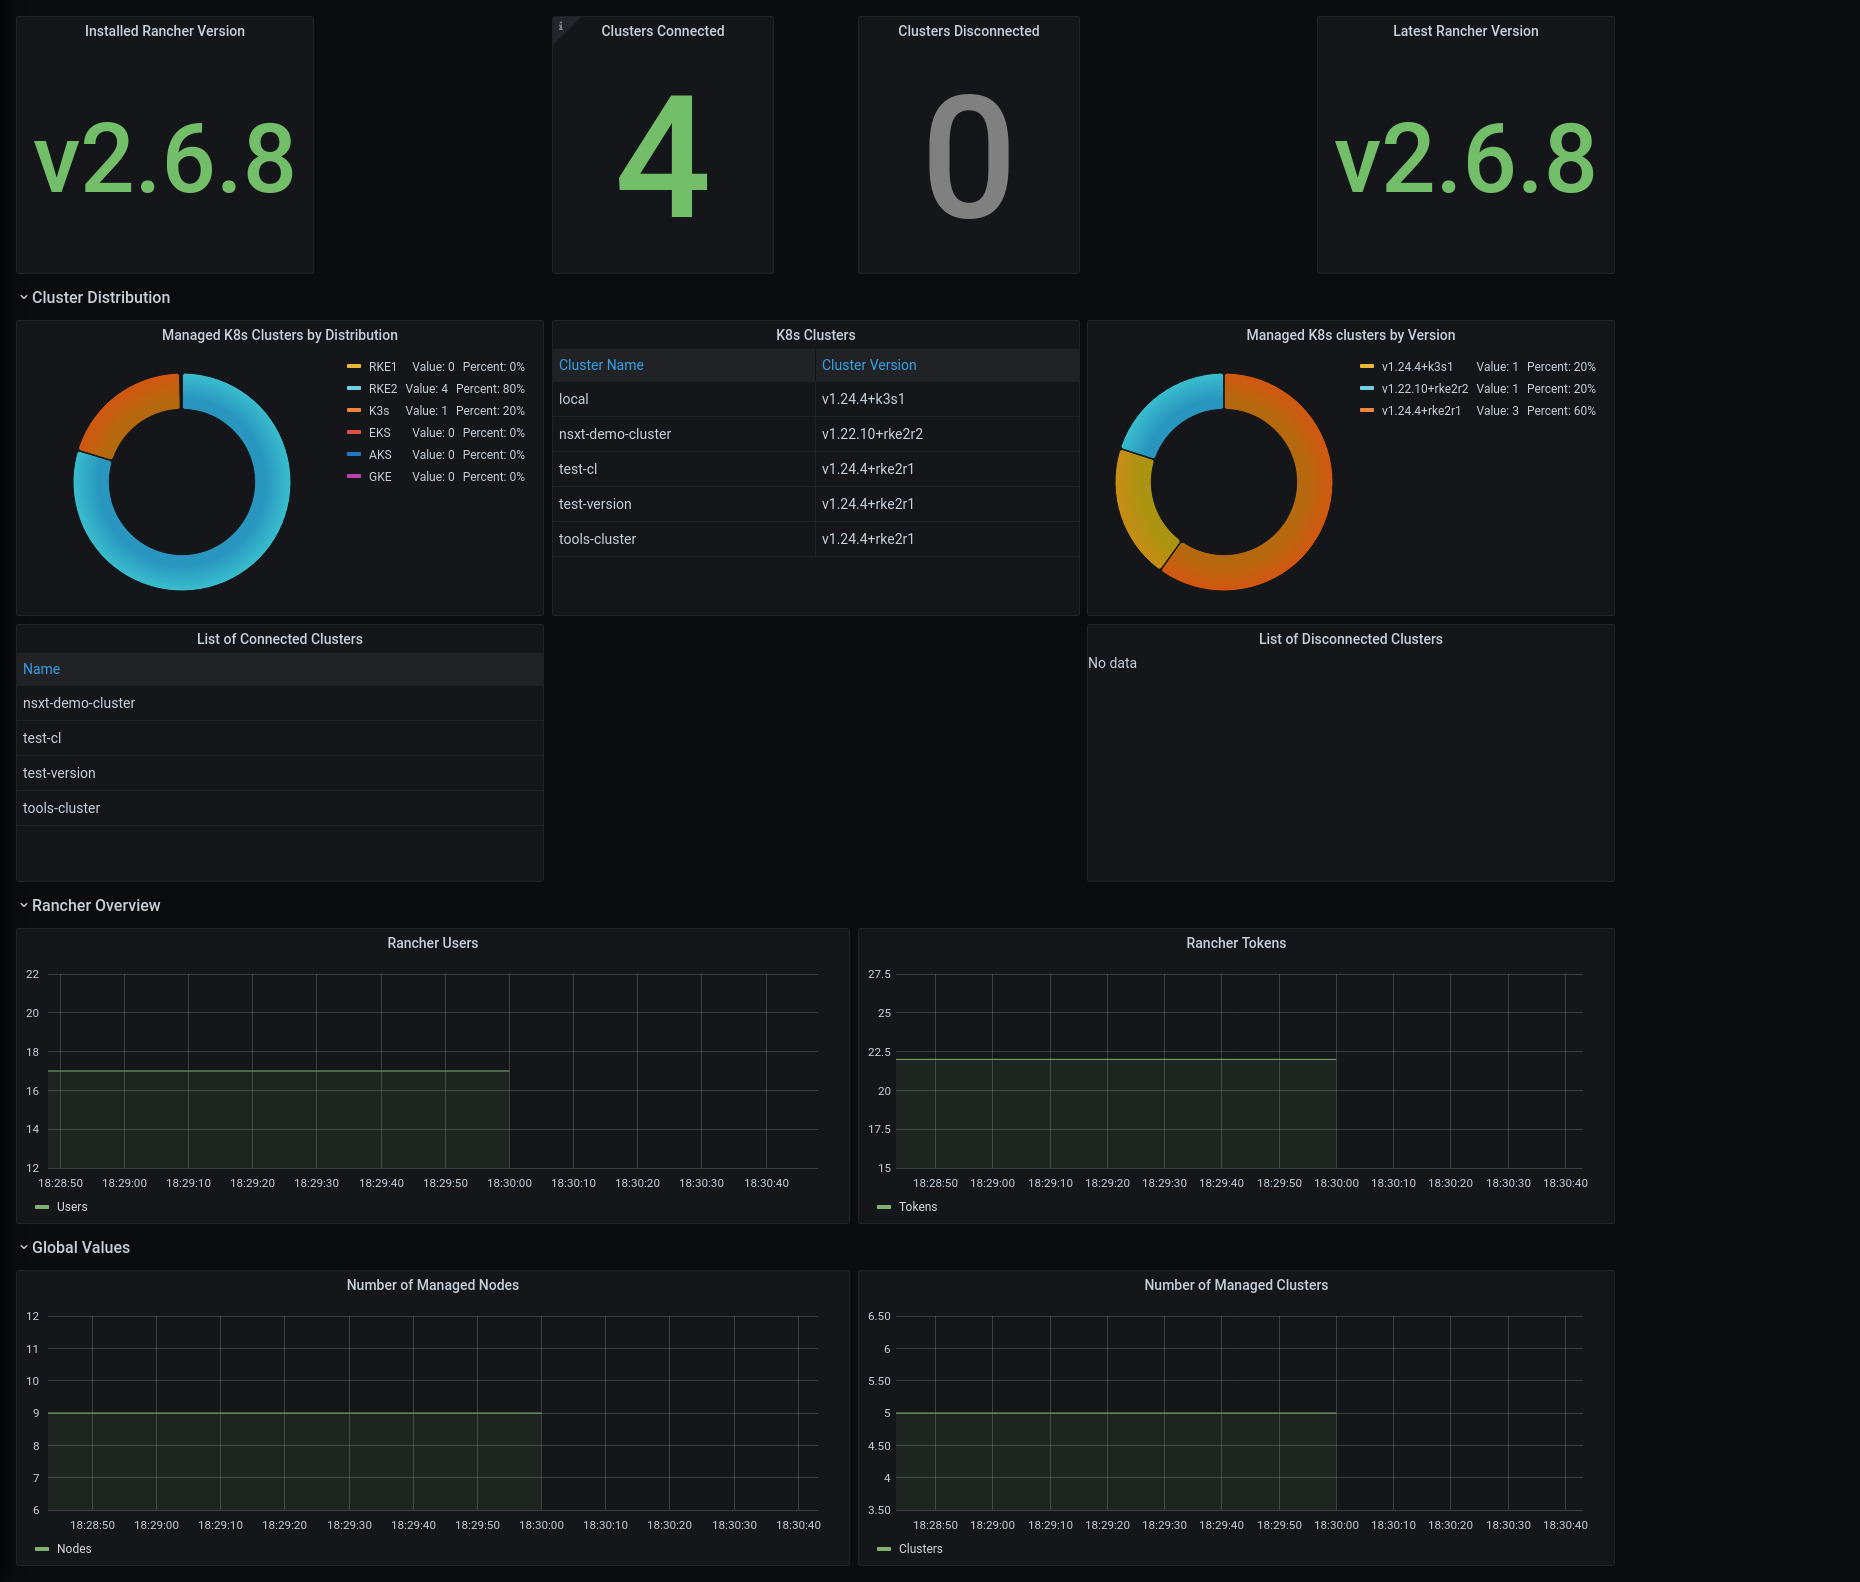 Installed Rancher Version
v2.6.8
i
Clusters Connected
4
Clusters Disconnected
0
Latest Rancher Version
v2.6.8
Cluster Distribution
Managed K8s Clusters by Distribution
RKE1 Value: 0 Percent: 0%
RKE2 Value: 4 Percent: 80%
K3s Value: 1 Percent: 20%
EKS Value: 0 Percent: 0%
AKS Value: 0 Percent: 0%
GKE Value: 0 Percent: 0%
K8s Clusters
Cluster Name Cluster Version
local v1.24.4+k3s1
nsxt-demo-cluster v1.22.10+rke2r2
test-cl v1.24.4+rke2r1
test-version v1.24.4+rke2r1
tools-cluster v1.24.4+rke2r1
Managed K8s clusters by Version
v1.24.4+k3s1 Value: 1 Percent: 20%
v1.22.10+rke2r2 Value: 1 Percent: 20%
v1.24.4+rke2r1 Value: 3 Percent: 60%
List of Connected Clusters
Name
nsxt-demo-cluster
test-cl
test-version
tools-cluster
List of Disconnected Clusters
No data
Rancher Overview
Rancher Users
22
20
18
16
14
12
18:28:50 18:29:00 18:29:10 18:29:20 18:29:30 18:29:40 18:29:50 18:30:00 18:30:10 18:30:20 18:30:30 18:30:40
Users
Rancher Tokens
27.5
25
22.5
20
17.5
15
18:28:50 18:29:00 18:29:10 18:29:20 18:29:30 18:29:40 18:29:50 18:30:00 18:30:10 18:30:20 18:30:30 18:30:40
Tokens
Global Values
Number of Managed Nodes
12
11
10
9
8
7
6
18:28:50 18:29:00 18:29:10 18:29:20 18:29:30 18:29:40 18:29:50 18:30:00 18:30:10 18:30:20 18:30:30 18:30:40
Nodes
Number of Managed Clusters
6.50
6
5.50
5
4.50
4
3.50
18:28:50 18:29:00 18:29:10 18:29:20 18:29:30 18:29:40 18:29:50 18:30:00 18:30:10 18:30:20 18:30:30 18:30:40
Clusters